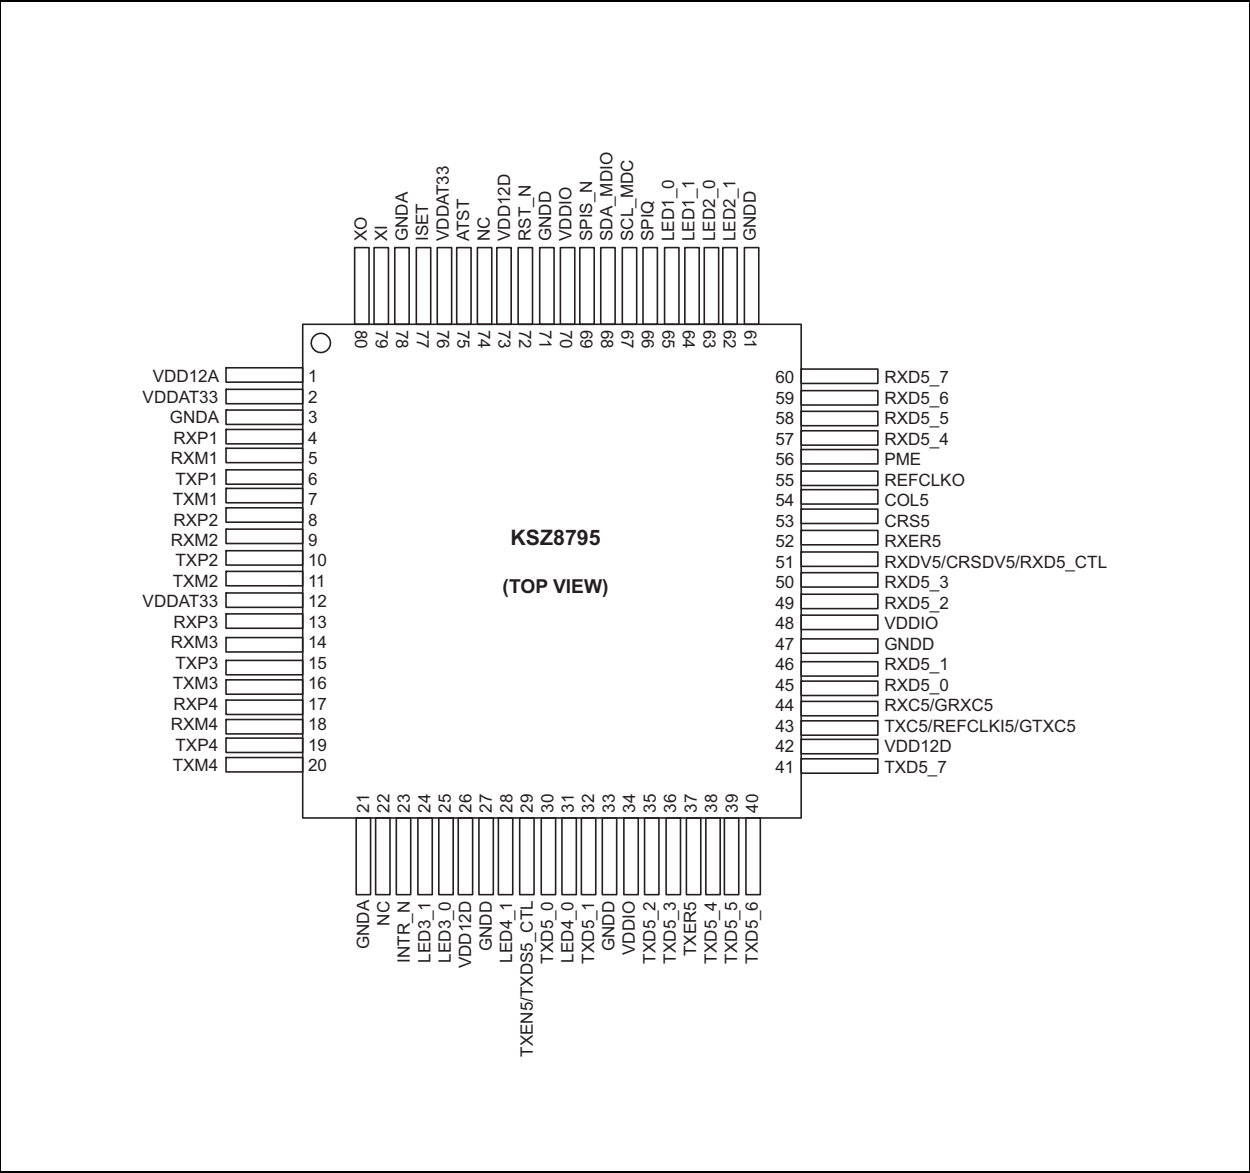 XO
XI
GNDA
ISET
VDDAT33
ATST
NC
VDD12D
RST_N
GNDD
VDDIO
SPIS_N
SDA_MDIO
SCL_MDC
SPIQ
LED1_0
LED1_1
LED2_0
LED2_1
GNDD
80
79
78
77
76
75
74
73
72
71
70
69
68
67
66
65
64
63
62
61
VDD12A 1
VDDAT33 2
GNDA 3
RXP1 4
RXM1 5
TXP1 6
TXM1 7
RXP2 8
RXM2 9
TXP2 10
TXM2 11
VDDAT33 12
RXP3 13
RXM3 14
TXP3 15
TXM3 16
RXP4 17
RXM4 18
TXP4 19
TXM4 20
KSZ8795
(TOP VIEW)
60 RXD5_7
59 RXD5_6
58 RXD5_5
57 RXD5_4
56 PME
55 REFCLKO
54 COL5
53 CRS5
52 RXER5
51 RXDV5/CRSDV5/RXD5_CTL
50 RXD5_3
49 RXD5_2
48 VDDIO
47 GNDD
46 RXD5_1
45 RXD5_0
44 RXC5/GRXC5
43 TXC5/REFCLKI5/GTXC5
42 VDD12D
41 TXD5_7
21
22
23
24
25
26
27
28
29
30
31
32
33
34
35
36
37
38
39
40
GNDA
NC
INTR_N
LED3_1
LED3_0
VDD12D
GNDD
LED4_1
TXEN5/TXDS5_CTL
TXD5_0
LED4_0
TXD5_1
GNDD
VDDIO
TXD5_2
TXD5_3
TXER5
TXD5_4
TXD5_5
TXD5_6